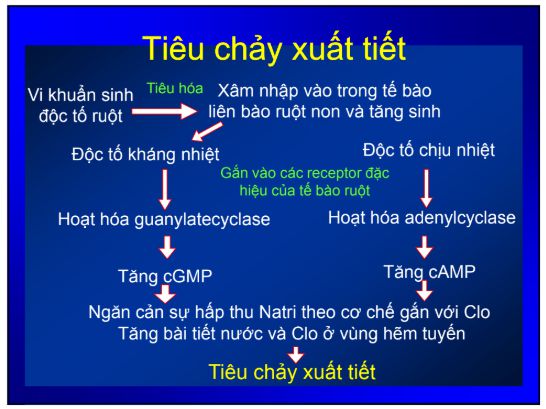 Tiêu chảy xuất tiết
Vi khuẩn sinh
độc tố ruột
Tiêu hóa
Xâm nhập vào trong tế bào
liên bào ruột non và tăng sinh
Độc tố kháng nhiệt
Độc tố chịu nhiệt
Gắn vào các receptor đặc
hiệu của tế bào ruột
Hoạt hóa guanylatecyclase
Hoạt hóa adenylcyclase
Tăng cGMP
Tăng cAMP
Ngăn cản sự hấp thu Natri theo cơ chế gắn với Clo
Tăng bài tiết nước và Clo ở vùng hẽm tuyến
Tiêu chảy xuất tiết